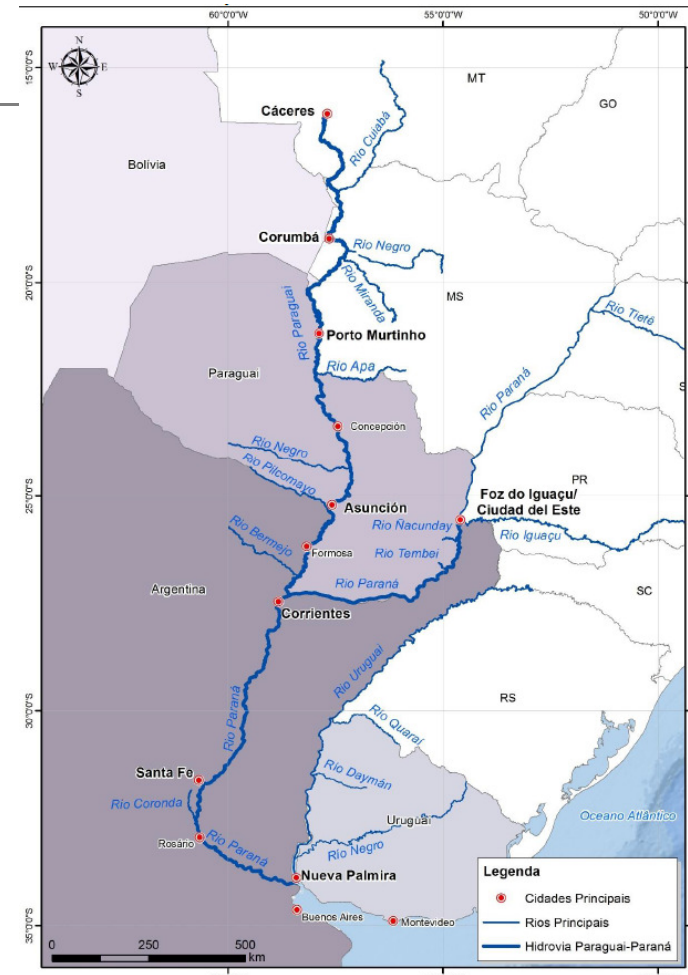 60°0'0"W
55°0'0"W
50°0'0"W
N
W
E
S
15°0'0"S
MT
Cáceres
GO
Rio Cuiabá
Bolívia
Corumbá
Rio Negro
20°0'0"S
Rio Miranda
MS
Rio Paraguai
Rio Tietê
Porto Murtinho
Rio Apa
Paraguai
Rio Paraná
S
Concepción
Rio Negro
Rio Pilcomayo
PR
Foz do Iguaçu/
Ciudad del Este
25°0'0"S
Asunción
Rio Ñacunday
Rio Iguaçu
Rio Bermejo
Formosa
Rio Tembei
Rio Paraná
Argentina
SC
Corrientes
Rio Uruguai
RS
30°0'0"S
Rio Paraná
Rio Quaraí
Santa Fe
Rio Daymán
Rio Coronda
Oceano Atlântico
Uruguai
Rosário
Rio Paraná
Rio Negro
Nueva Palmira
Legenda
Cidades Principais
Buenos Aires
Montevideo
Rios Principais
35°0'0"S
0 250 500
km
Hidrovia Paraguai-Paraná